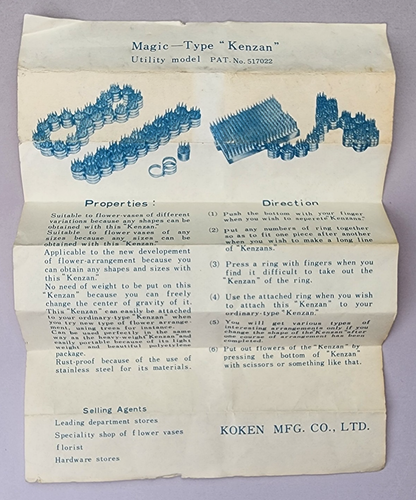 Magic—Type "Kenzan"
Utility model PAT. No. 517022
Properties :
Suitable to flower-vases of different
variations because any shapes can be
obtained with this "Kenzan"
Suitable to flower-vases of any
sizes because any sizes can be
obtained with this "Kenzan"
Applicable to the new development
of flower-arrangement because you
can obtain any shapes and sizes with
this "Kenzan"
No need of weight to be put on this
"Kenzan" because you can freely
change the center of gravity of it.
This "Kenzan" can easily be attached
to your ordinary-type "Kenzan" when
you try new type of flower arrange-
ment, using trees for instance.
Can be used perfectly in the same
way as the heavy-weight Kenzan and
easily portable because of its light
weight and beautiful polyetylene
package.
Rust-proof because of the use of
stainless steel for its materials.
Selling Agents
Leading department stores
Speciality shop of flower vases
florist
Hardware stores
Direction
(1) Push the bottom with your finger
when you wish to seperete "Kenzans"
(2) put any numbers of ring together
so as to fit one piece after another
when you wish to make a long line
of "Kenzans".
(3) Press a ring with fingers when you
find it difficult to take out the
"Kenzan" of the ring.
(4) Use the attached ring when you wish
to attach this "Kenzan" to your
ordinary-type "Kenzan"
(5) You will get various types of
interesting arrangements only if you
change the shape of "Kenzan" after
one course of arrangement has been
completed.
(6) Put out flowers of the "Kenzan" by
pressing the bottom of "Kenzan"
with scissors or something like that.
KOKEN MFG. CO., LTD.